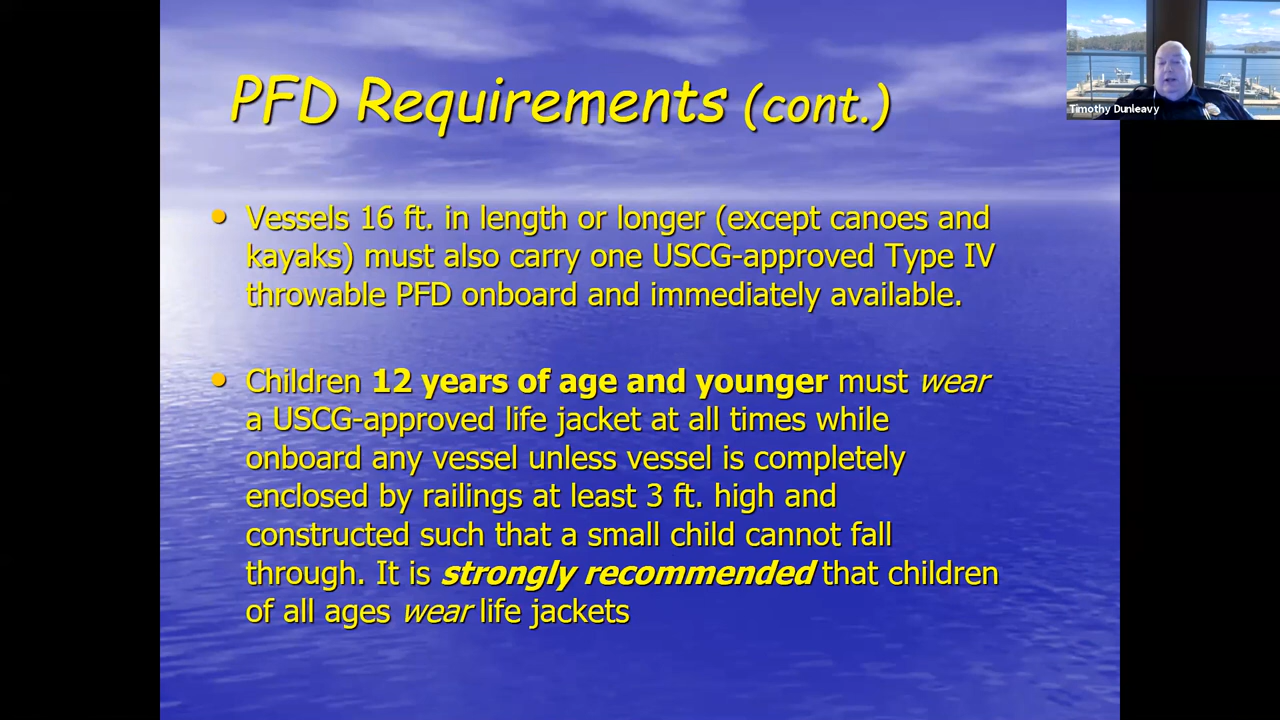 PFD Requirements (cont.)
Timothy Dunleavy
• Vessels 16 ft. in length or longer (except canoes and
kayaks) must also carry one USCG-approved Type IV
throwable PFD onboard and immediately available.
• Children 12 years of age and younger must wear
a USCG-approved life jacket at all times while
onboard any vessel unless vessel is completely
enclosed by railings at least 3 ft. high and
constructed such that a small child cannot fall
through. It is strongly recommended that children
of all ages wear life jackets